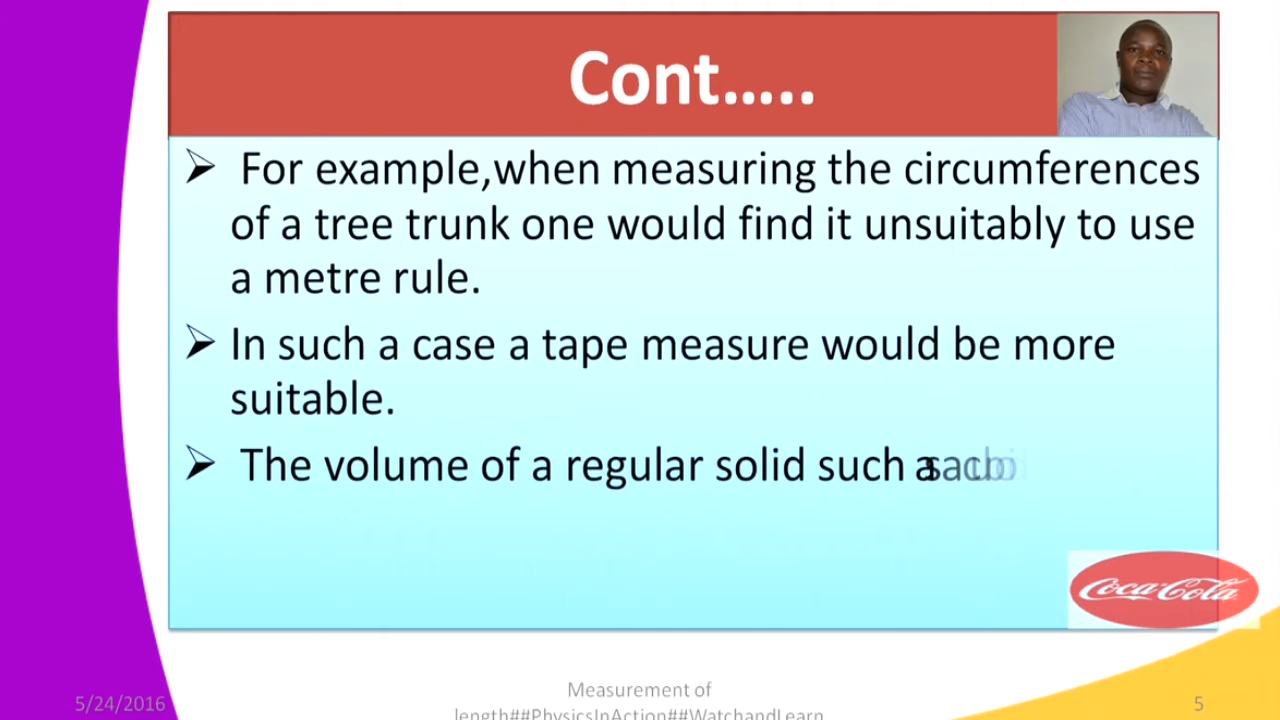 Cont…..
➢ For example,when measuring the circumferences
of a tree trunk one would find it unsuitably to use
a metre rule.
➢ In such a case a tape measure would be more
suitable.
➢ The volume of a regular solid such
Coca-Cola
5/24/2016
Measurement of
length##PhysicsInAction##WatchandLearn
5